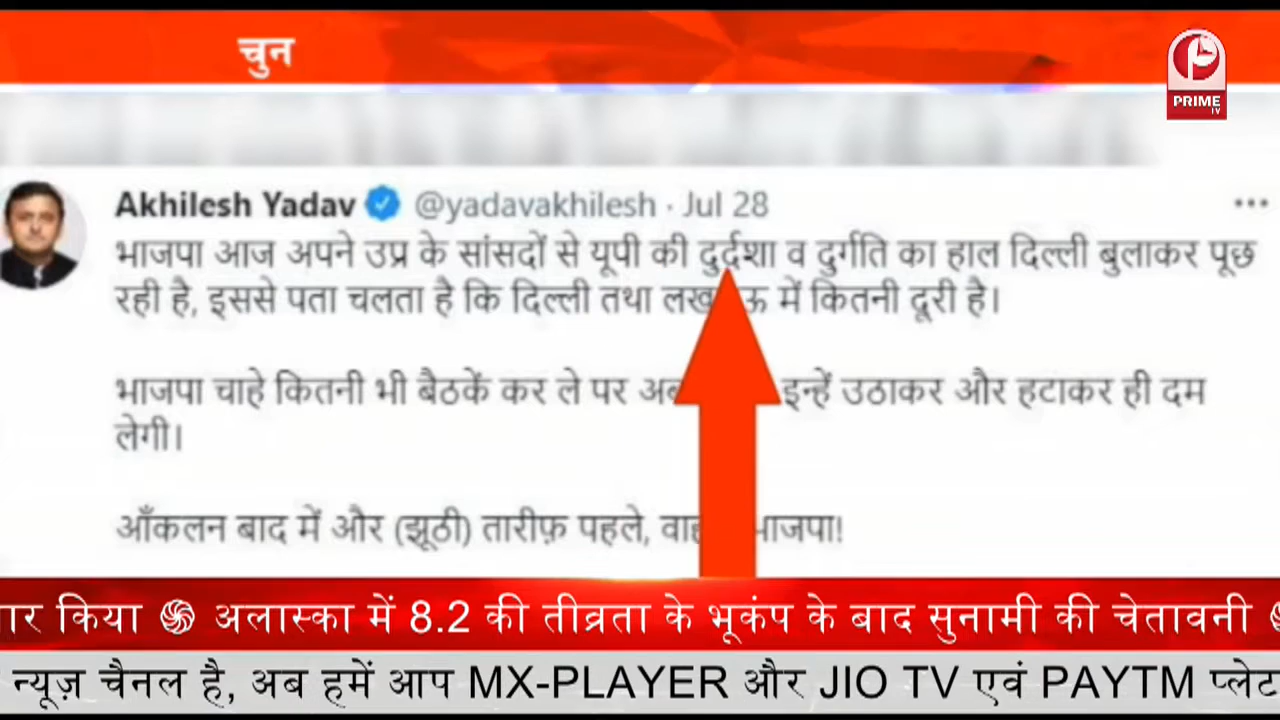 चुन
PRIME
TV
Akhilesh Yadav @yadavakhilesh · Jul 28
भाजपा आज अपने उप्र के सांसदों से यूपी की दुर्दशा व दुर्गति का हाल दिल्ली बुलाकर पूछ
रही है, इससे पता चलता है कि दिल्ली तथा में कितनी दूरी है।
भाजपा चाहे कितनी भी बैठकें कर ले पर इन्हें उठाकर और हटाकर ही दम
लेगी।
आँकलन बाद में और (झूठी) तारीफ़ पहले,
ार किया अलास्का में 8.2 की तीव्रता के भूकंप के बाद सुनामी की चेतावनी
न्यूज़ चैनल है, अब हमें आप MX-PLAYER और JIO TV एवं PAYTM प्लेट